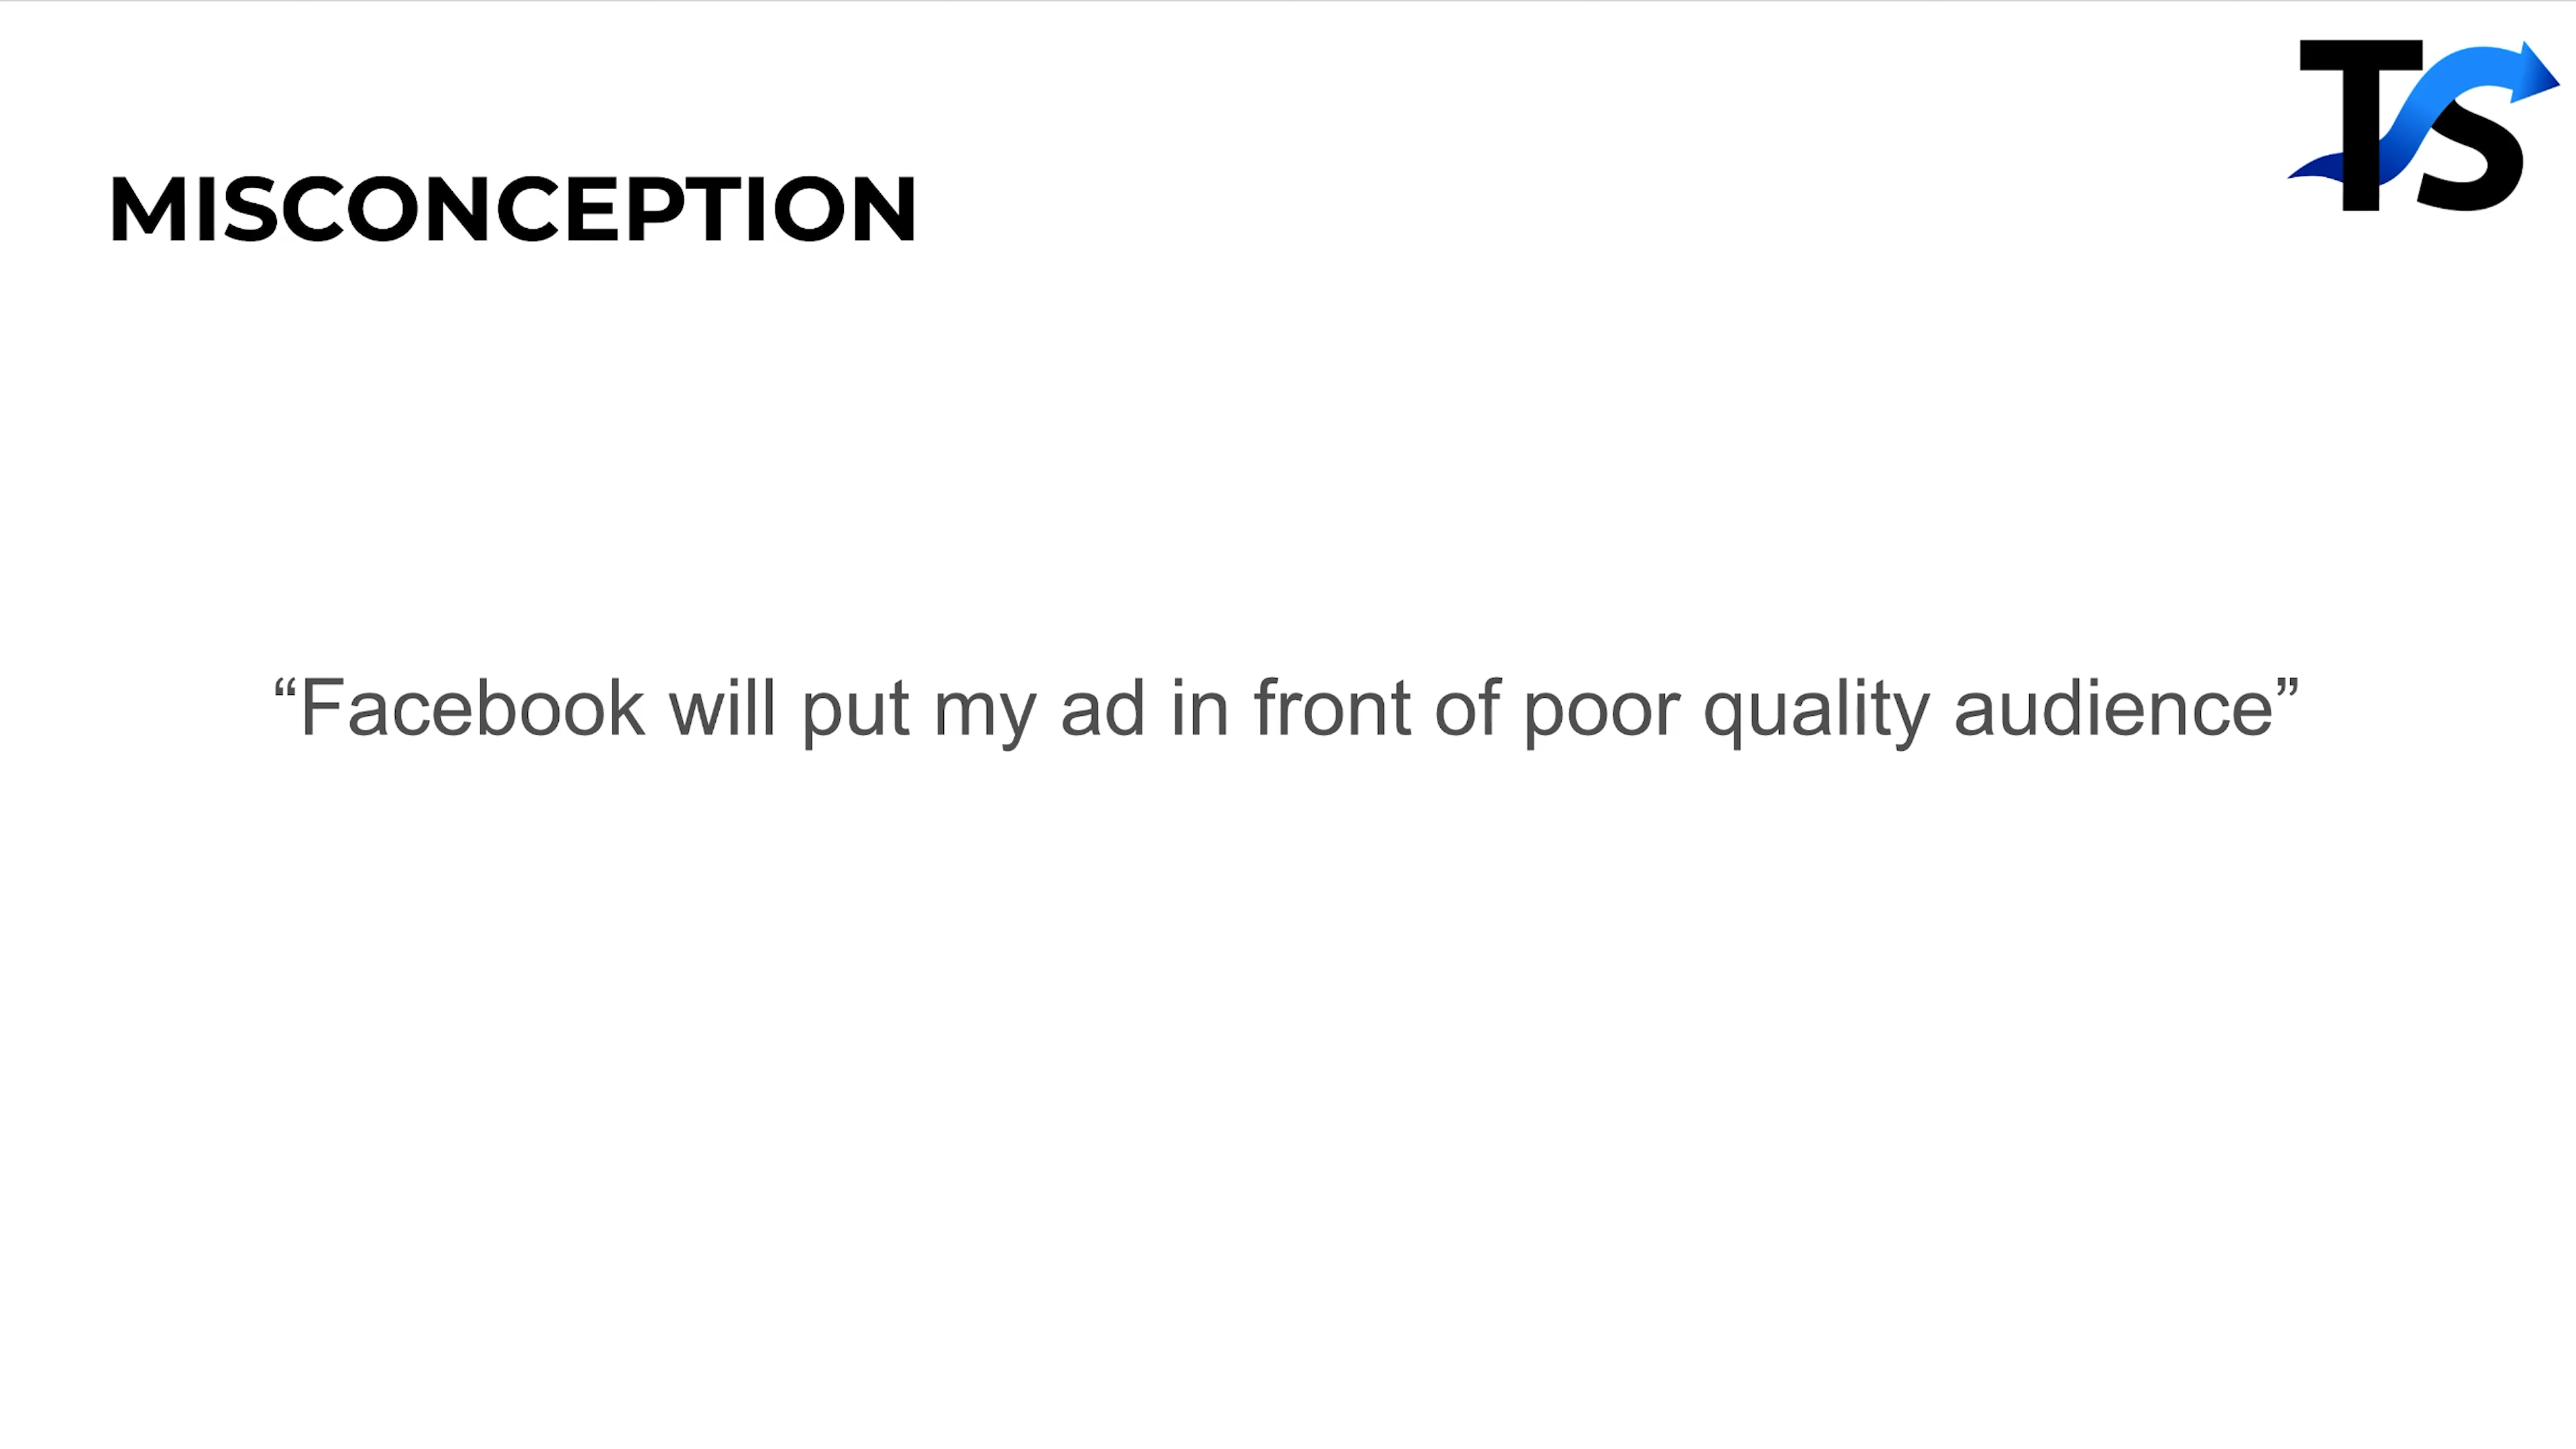 TS
MISCONCEPTION
“Facebook will put my ad in front of poor quality audience”